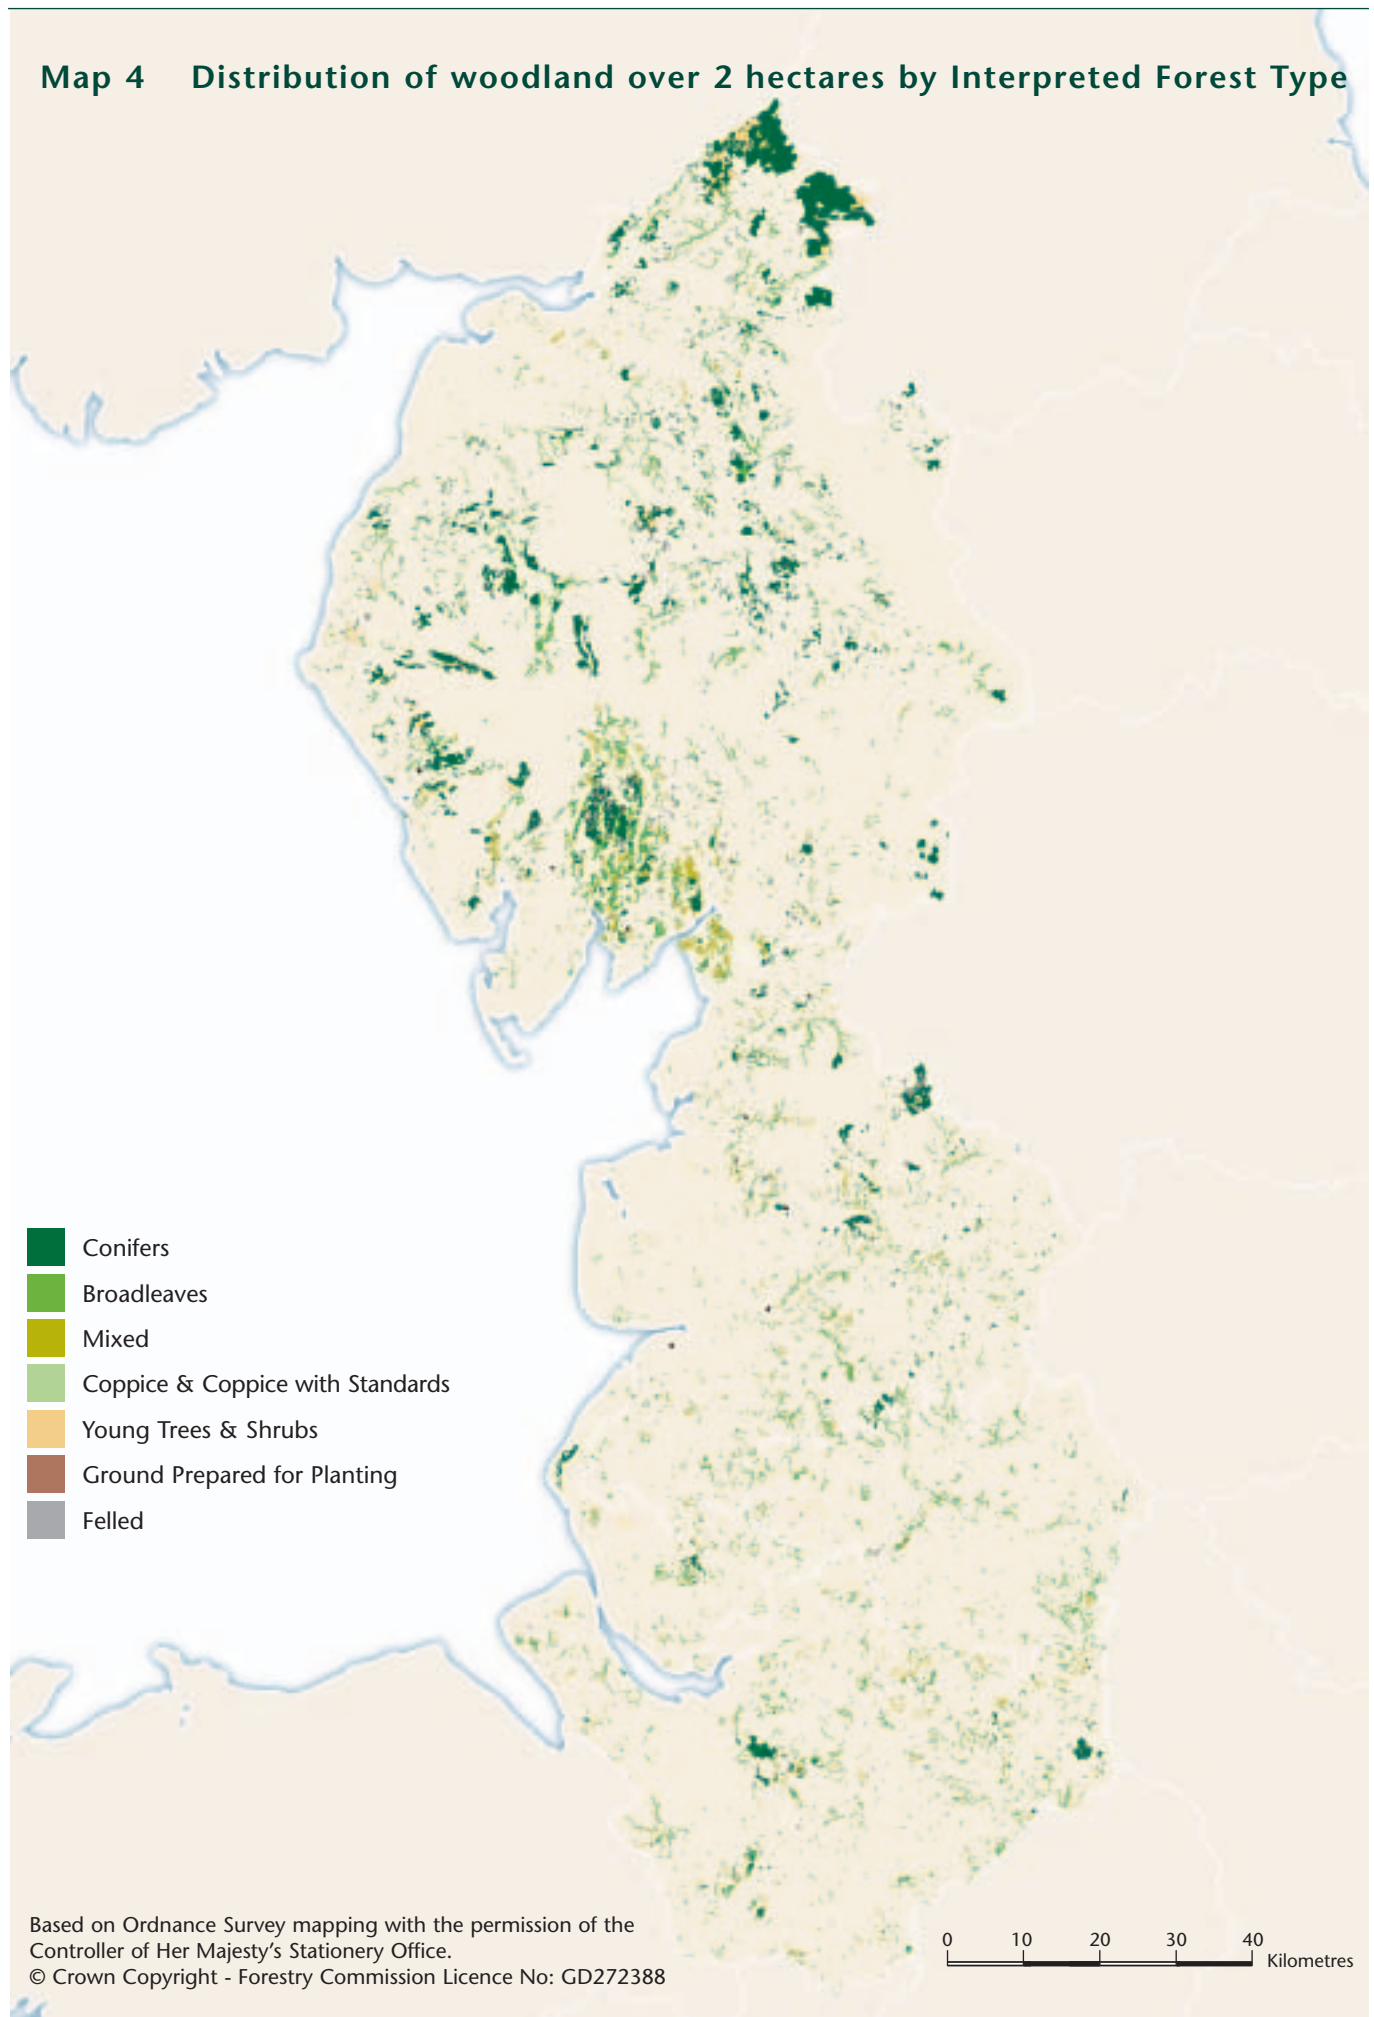 Map 4 Distribution of woodland over 2 hectares by Interpreted Forest Type
Conifers
Broadleaves
Mixed
Coppice & Coppice with Standards
Young Trees & Shrubs
Ground Prepared for Planting
Felled
Based on Ordnance Survey mapping with the permission of the
Controller of Her Majesty’s Stationery Office.
© Crown Copyright - Forestry Commission Licence No: GD272388
0 10 20 30 40
Kilometres